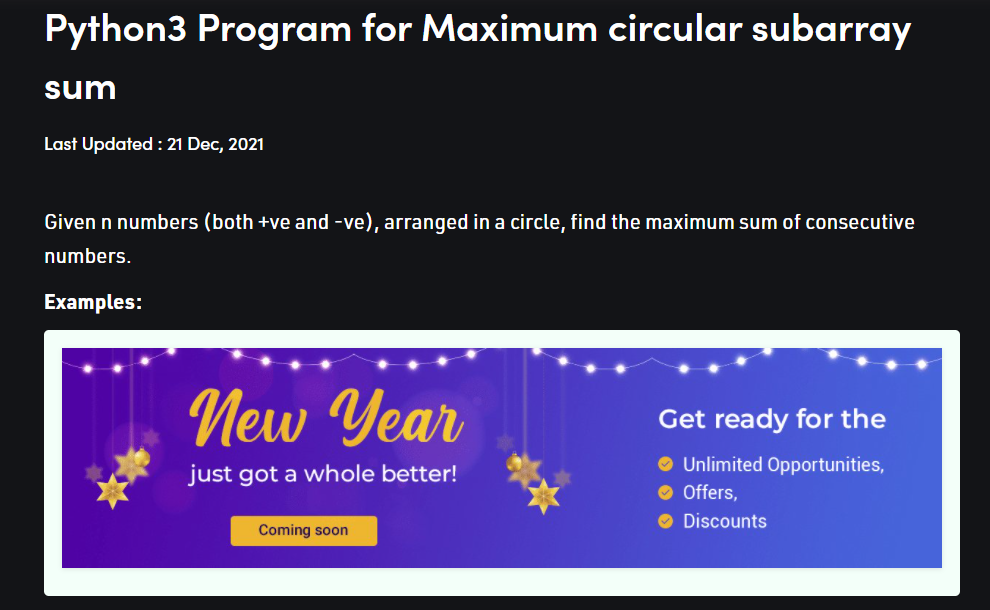 Python3 Program for Maximum circular subarray
sum
Last Updated : 21 Dec, 2021
Given n numbers (both +ve and -ve), arranged in a circle, find the maximum sum of consecutive
numbers.
Examples:
New Year
just got a whole better!
Coming soon
Get ready for the
Unlimited Opportunities,
Offers,
Discounts